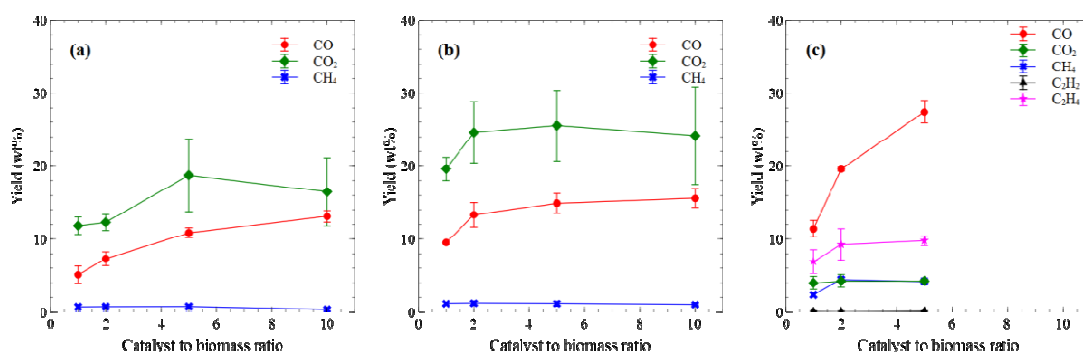 (a)
CO
CO₂
CH₄
Yield (wt%)
40
30
20
10
0
0 2 4 6 8 10
Catalyst to biomass ratio
(b)
CO
CO₂
CH₄
Yield (wt%)
40
30
20
10
0
0 2 4 6 8 10
Catalyst to biomass ratio
(c)
CO
CO₂
CH₄
C₂H₂
C₂H₄
Yield (wt%)
40
30
20
10
0
0 2 4 6 8 10
Catalyst to biomass ratio